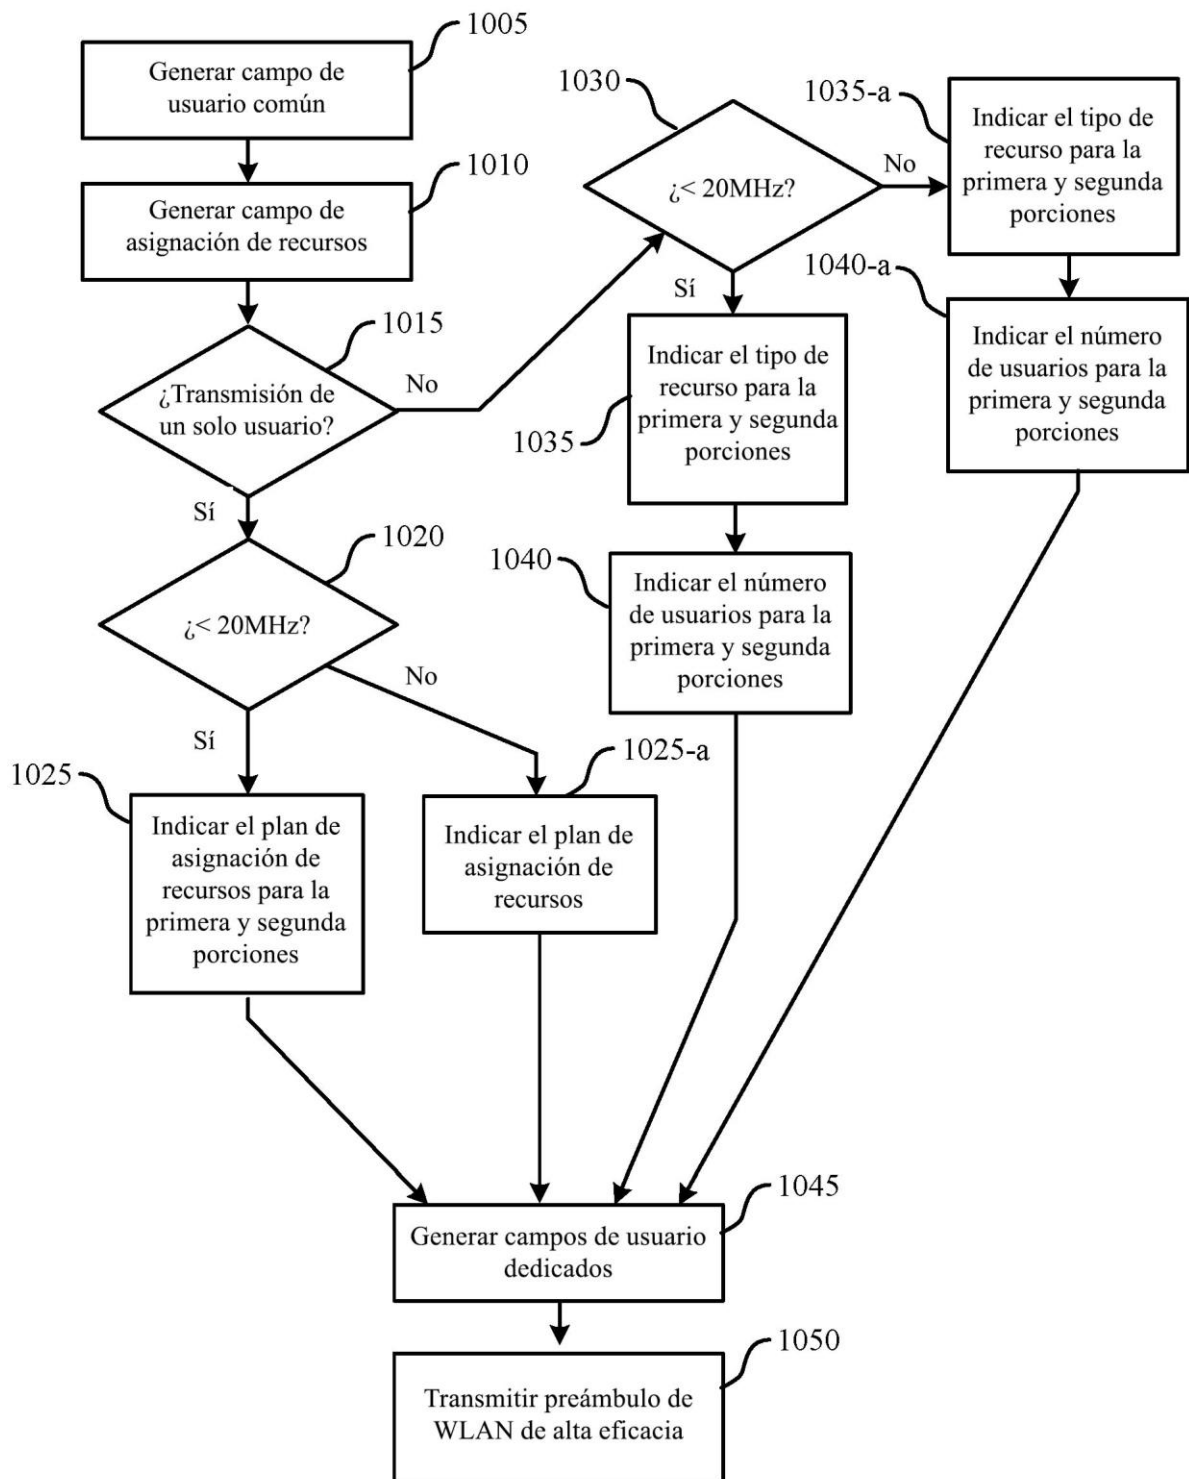 1005
Generar campo de
usuario común
1010
Generar campo de
asignación de recursos
1015
¿Transmisión de
un solo usuario?
No
Sí
1020
¿< 20MHz?
No
Sí
1025
Indicar el plan de
asignación de
recursos para la
primera y segunda
porciones
1025-a
Indicar el plan de
asignación de
recursos
1030
¿< 20MHz?
No
Sí
1035
Indicar el tipo de
recurso para la
primera y segunda
porciones
1040
Indicar el número
de usuarios para la
primera y segunda
porciones
1035-a
Indicar el tipo de
recurso para la
primera y segunda
porciones
1040-a
Indicar el número
de usuarios para la
primera y segunda
porciones
1045
Generar campos de usuario
dedicados
1050
Transmitir preámbulo de
WLAN de alta eficacia